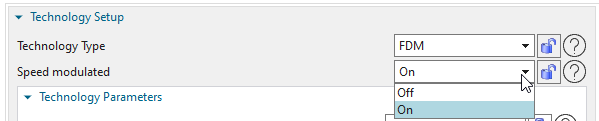 Technology Setup
Technology Type FDM
Speed modulated On
Off
On
Technology Parameters